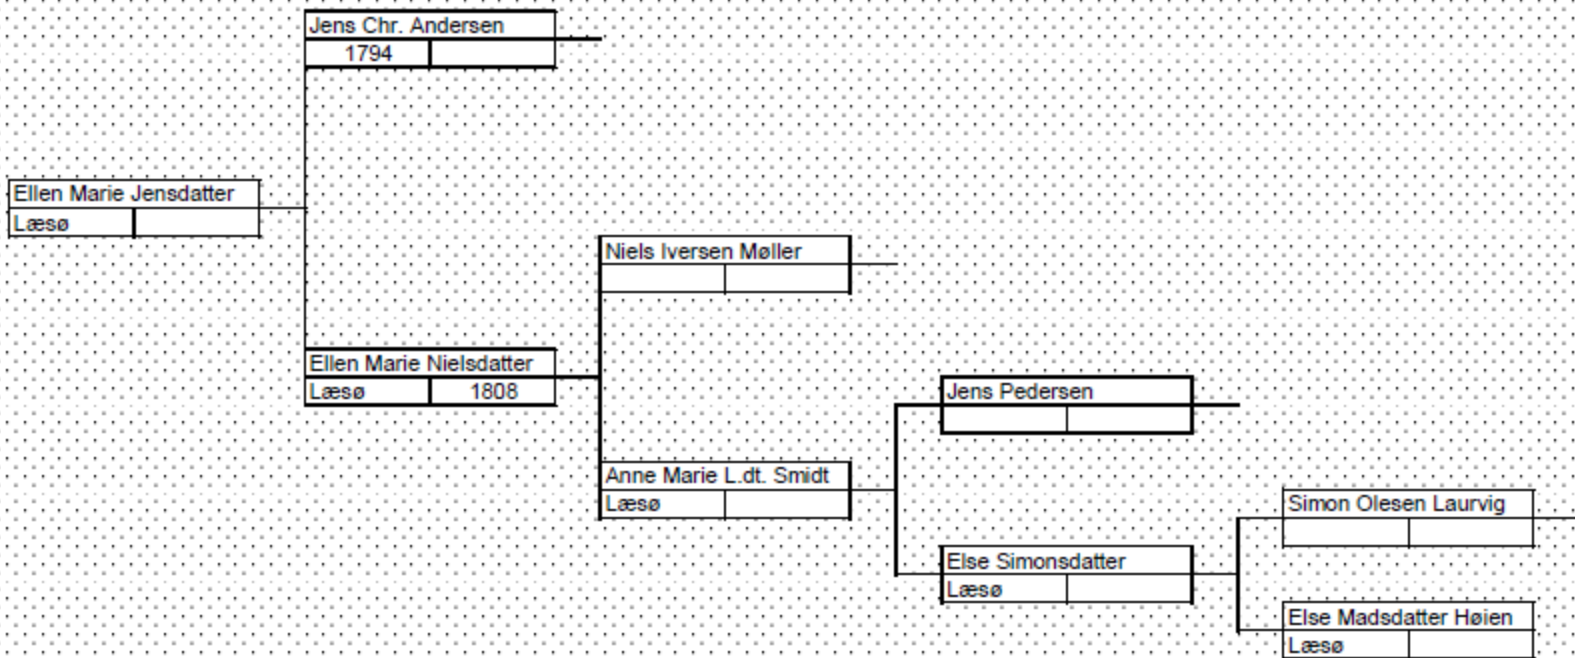 Jens Chr. Andersen
1794
Ellen Marie Jensdatter
Læsø
Niels Iversen Møller
Ellen Marie Nielsdatter
Læsø 1808
Jens Pedersen
Anne Marie L.dt. Smidt
Læsø
Simon Olesen Laurvig
Else Simonsdatter
Læsø
Else Madsdatter Høien
Læsø